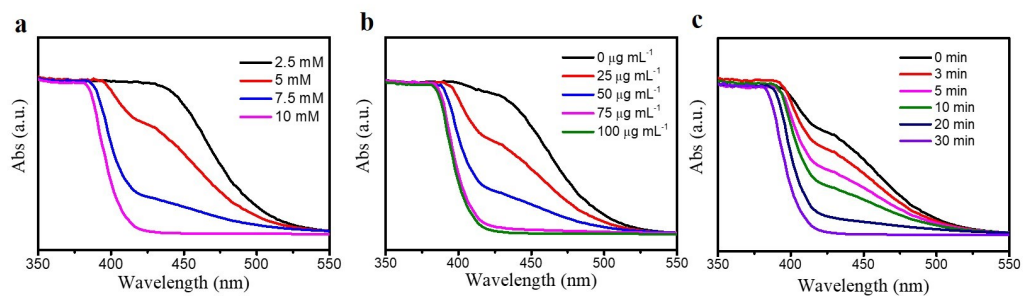 a
Abs (a.u.)
2.5 mM
5 mM
7.5 mM
10 mM
350 400 450 500 550
Wavelength (nm)
b
Abs (a.u.)
0 μg mL⁻¹
25 μg mL⁻¹
50 μg mL⁻¹
75 μg mL⁻¹
100 μg mL⁻¹
350 400 450 500 550
Wavelength (nm)
c
Abs (a.u.)
0 min
3 min
5 min
10 min
20 min
30 min
350 400 450 500 550
Wavelength (nm)